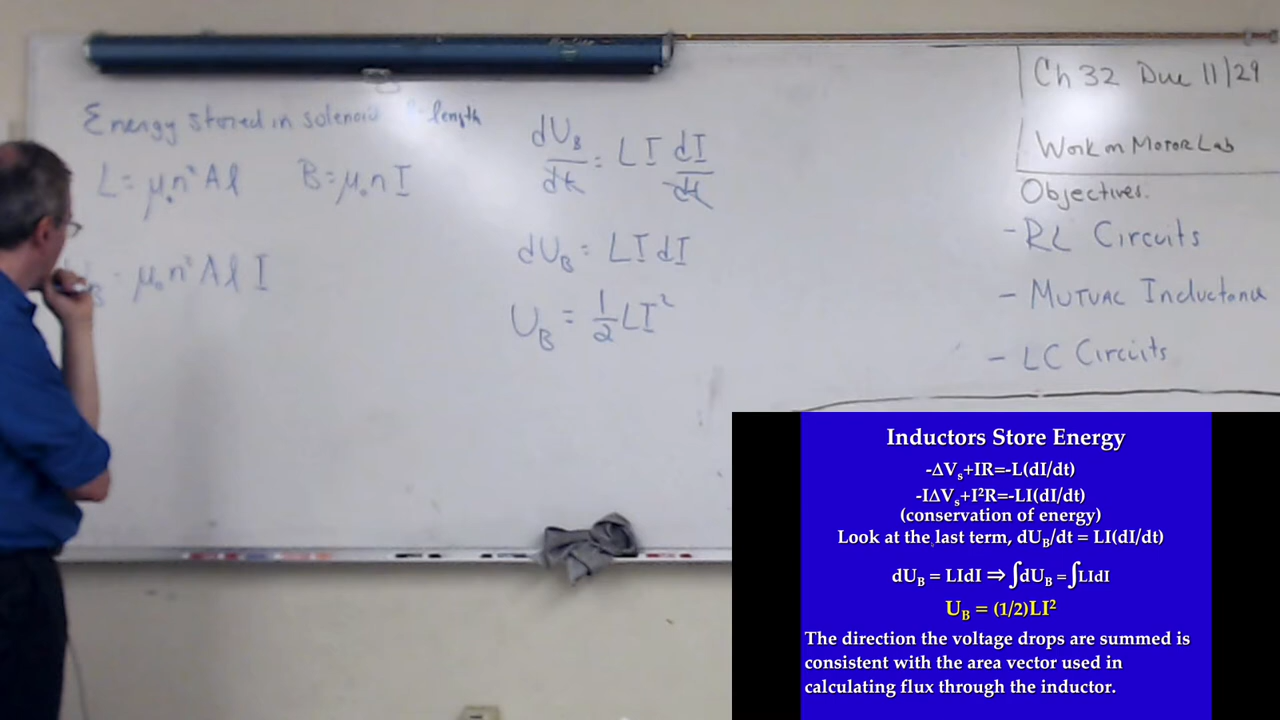 Energy stored in solenoid l-length
L = μ₀n²Al B = μ₀nI
B = μ₀n²Al I
dU_B/dt = LI dI/dt
dU_B = LI dI
U_B = 1/2 LI²
Ch 32 Due 11/29
Work on Motor Lab
Objectives.
- RL Circuits
- Mutual Inductance
- LC Circuits
Inductors Store Energy
-ΔVₛ+IR=-L(dI/dt)
-IΔVₛ+I²R=-LI(dI/dt)
(conservation of energy)
Look at the last term, dU_B/dt = LI(dI/dt)
dU_B = LIdI ⇒ ∫dU_B = ∫LIdI
U_B = (1/2)LI²
The direction the voltage drops are summed is
consistent with the area vector used in
calculating flux through the inductor.